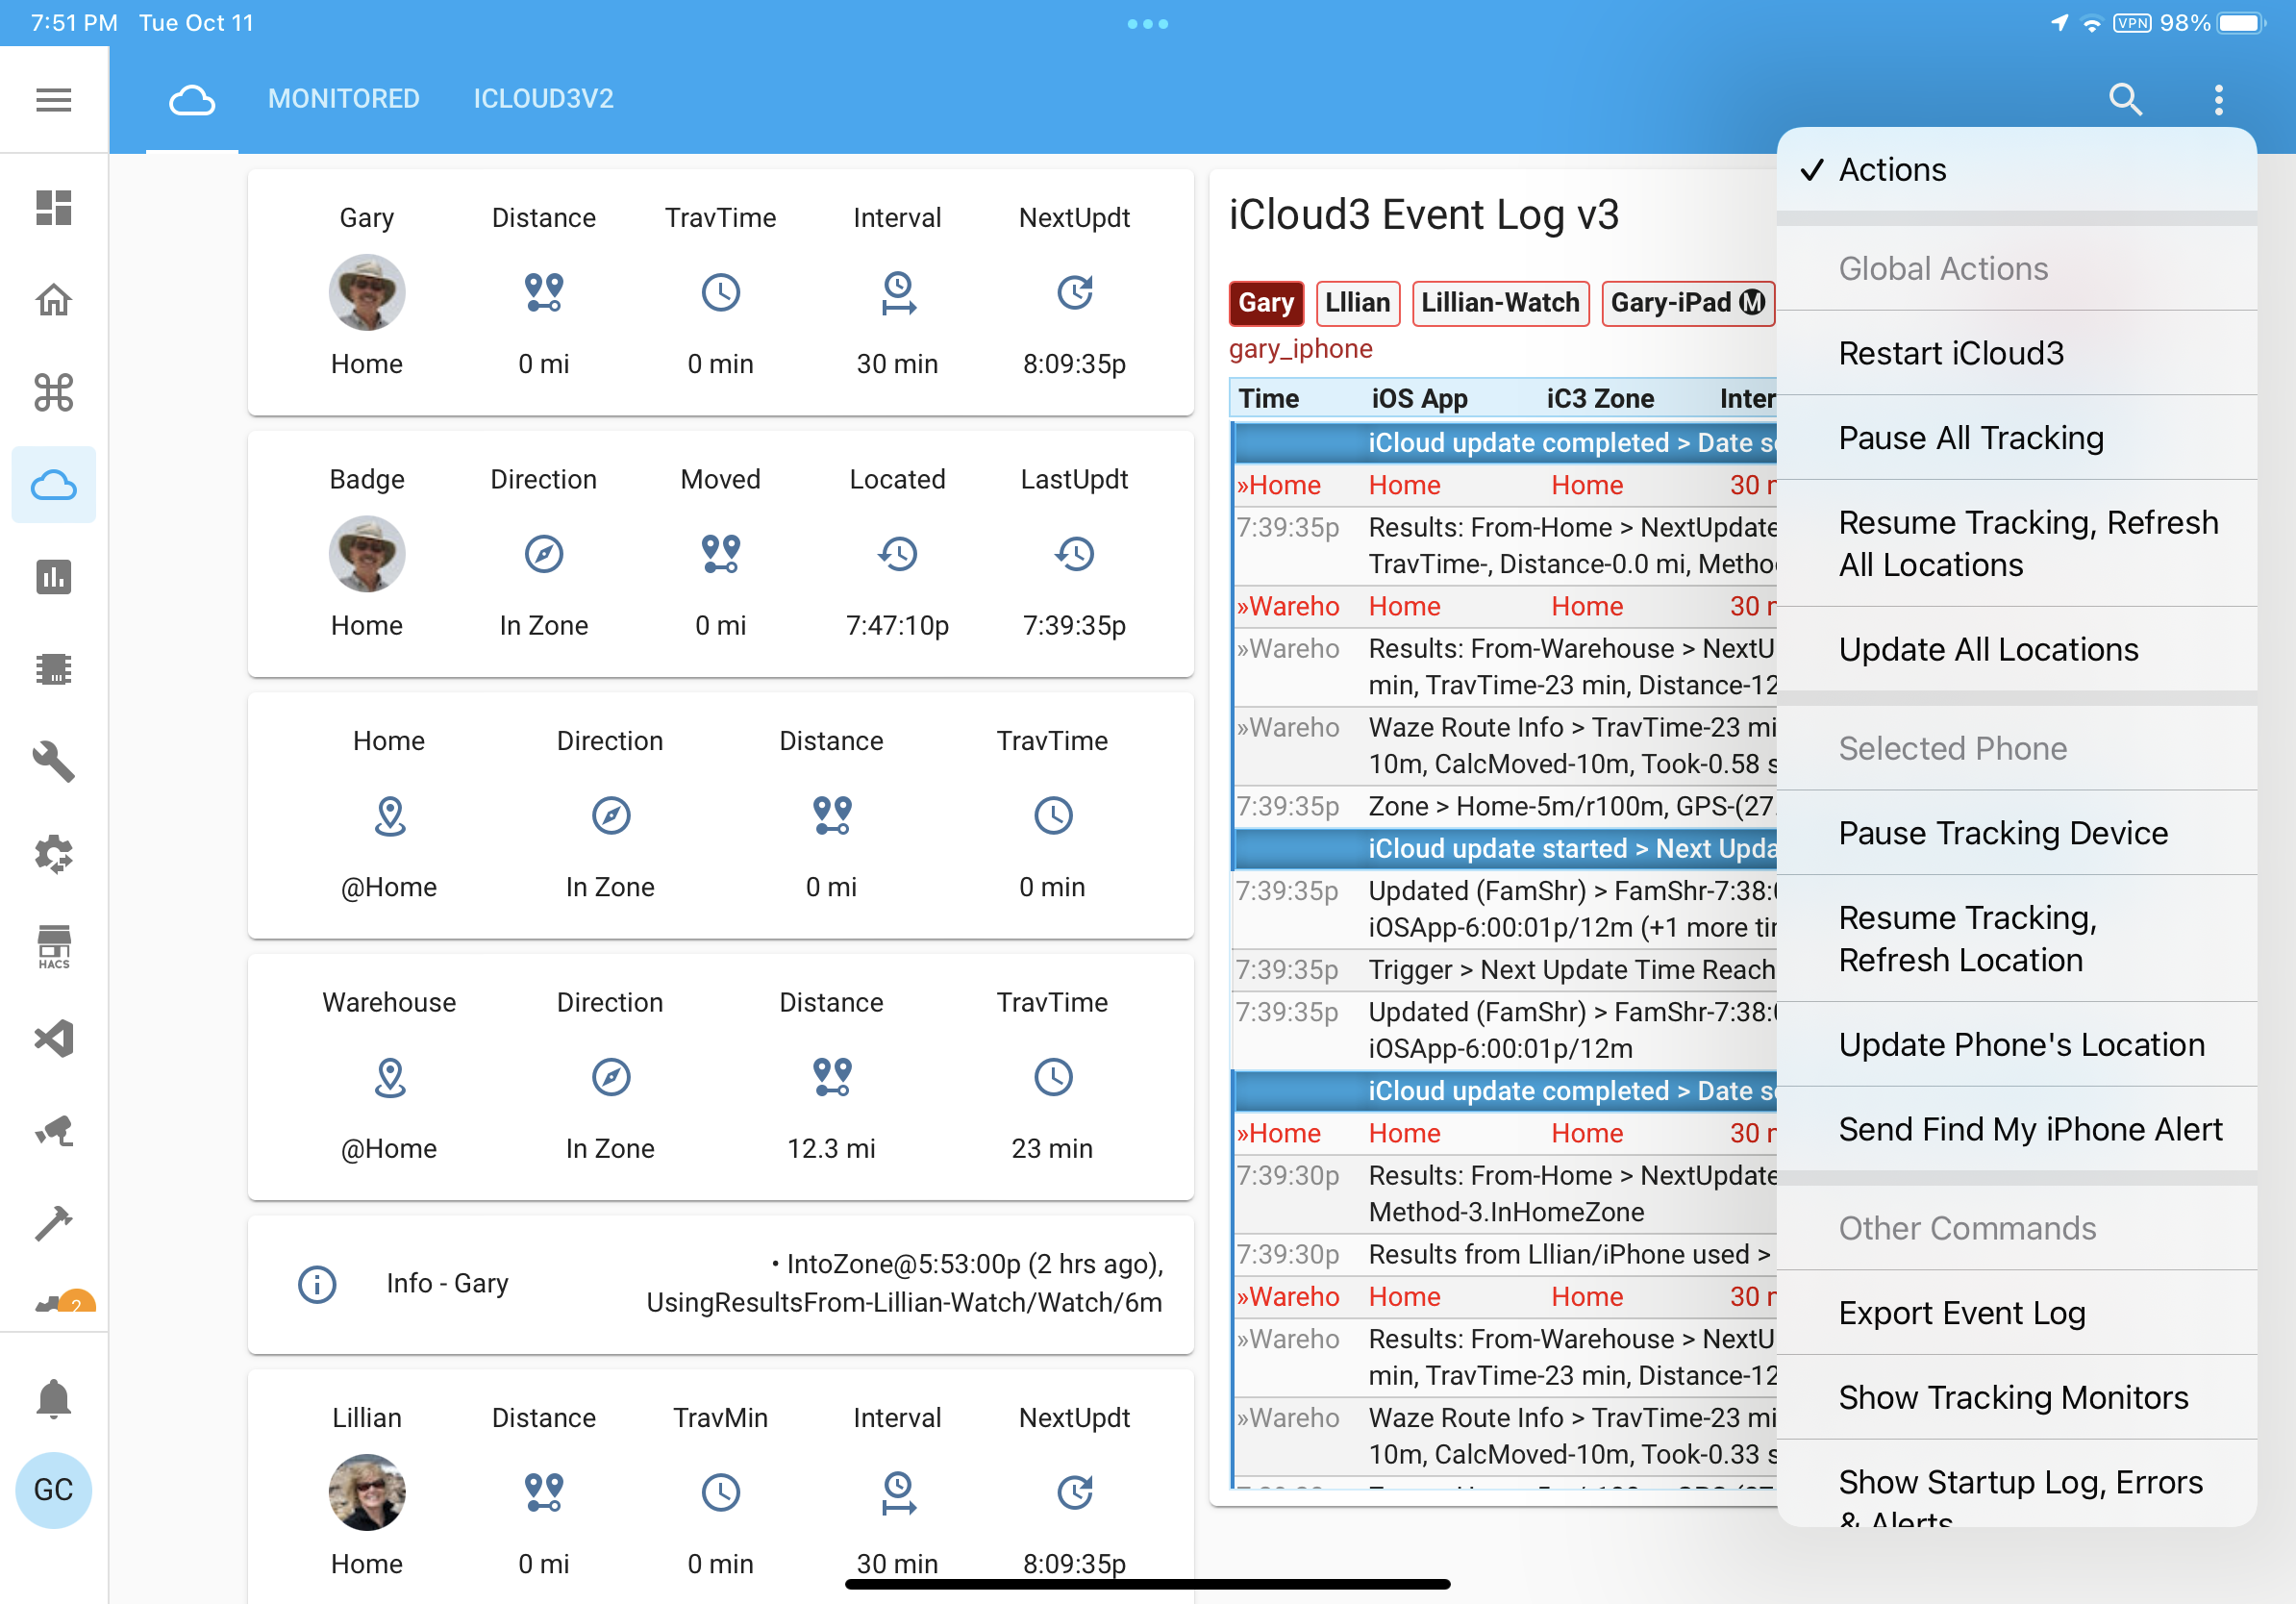 7:51 PM Tue Oct 11
VPN 98%
MONITORED ICLOUD3V2
Gary Distance TravTime Interval NextUpdt
Home 0 mi 0 min 30 min 8:09:35p
Badge Direction Moved Located LastUpdt
Home In Zone 0 mi 7:47:10p 7:39:35p
Home Direction Distance TravTime
@Home In Zone 0 mi 0 min
Warehouse Direction Distance TravTime
@Home In Zone 12.3 mi 23 min
Info - Gary
• IntoZone@5:53:00p (2 hrs ago),
UsingResultsFrom-Lillian-Watch/Watch/6m
Lillian Distance TravMin Interval NextUpdt
Home 0 mi 0 min 30 min 8:09:35p
HACS
2
GC
iCloud3 Event Log v3
Gary Lllian Lillian-Watch Gary-iPad Ⓜ
gary_iphone
Time iOS App iC3 Zone Inter
iCloud update completed > Date s
»Home Home Home 30
7:39:35p Results: From-Home > NextUpdate
TravTime-, Distance-0.0 mi, Metho
»Wareho Home Home 30
»Wareho Results: From-Warehouse > NextU
min, TravTime-23 min, Distance-12
»Wareho Waze Route Info > TravTime-23 mi
10m, CalcMoved-10m, Took-0.58 s
7:39:35p Zone > Home-5m/r100m, GPS-(27.
iCloud update started > Next Upda
7:39:35p Updated (FamShr) > FamShr-7:38:
iOSApp-6:00:01p/12m (+1 more ti
7:39:35p Trigger > Next Update Time Reach
7:39:35p Updated (FamShr) > FamShr-7:38:
iOSApp-6:00:01p/12m
iCloud update completed > Date s
»Home Home Home 30
7:39:30p Results: From-Home > NextUpdate
Method-3.InHomeZone
7:39:30p Results from Lllian/iPhone used >
»Wareho Home Home 30
»Wareho Results: From-Warehouse > NextU
min, TravTime-23 min, Distance-12
»Wareho Waze Route Info > TravTime-23 mi
10m, CalcMoved-10m, Took-0.33 s
✓ Actions
Global Actions
Restart iCloud3
Pause All Tracking
Resume Tracking, Refresh
All Locations
Update All Locations
Selected Phone
Pause Tracking Device
Resume Tracking,
Refresh Location
Update Phone's Location
Send Find My iPhone Alert
Other Commands
Export Event Log
Show Tracking Monitors
Show Startup Log, Errors
& Alerts